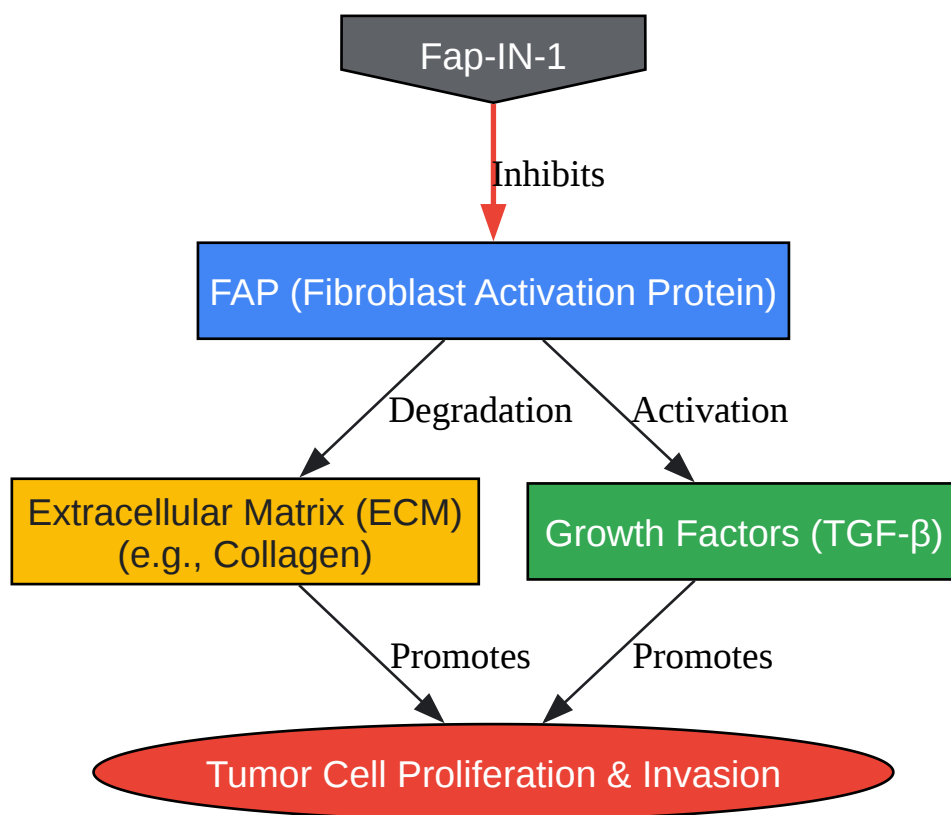 Fap-IN-1
Inhibits
FAP (Fibroblast Activation Protein)
Degradation
Activation
Extracellular Matrix (ECM)
(e.g., Collagen)
Growth Factors (TGF-β)
Promotes
Promotes
Tumor Cell Proliferation & Invasion